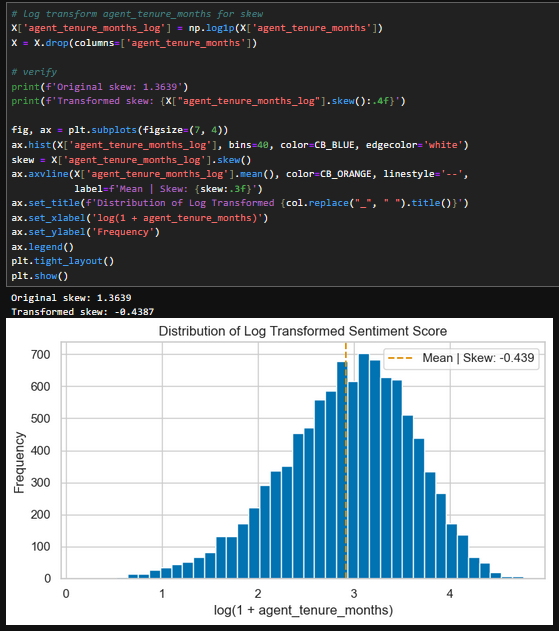 # log transform agent_tenure_months for skew
X['agent_tenure_months_log'] = np.log1p(X['agent_tenure_months'])
X = X.drop(columns=['agent_tenure_months'])
# verify
print(f'Original skew: 1.3639')
print(f'Transformed skew: {X["agent_tenure_months_log"].skew():.4f}')
fig, ax = plt.subplots(figsize=(7, 4))
ax.hist(X['agent_tenure_months_log'], bins=40, color=CB_BLUE, edgecolor='white')
skew = X['agent_tenure_months_log'].skew()
ax.axvline(X['agent_tenure_months_log'].mean(), color=CB_ORANGE, linestyle='--',
label=f'Mean | Skew: {skew:.3f}')
ax.set_title(f'Distribution of Log Transformed {col.replace("_", " ").title()}')
ax.set_xlabel('log(1 + agent_tenure_months)')
ax.set_ylabel('Frequency')
ax.legend()
plt.tight_layout()
plt.show()
Original skew: 1.3639
Transformed skew: -0.4387
Distribution of Log Transformed Sentiment Score
Mean | Skew: -0.439
700
600
500
400
300
200
100
0
Frequency
0 1 2 3 4
log(1 + agent_tenure_months)